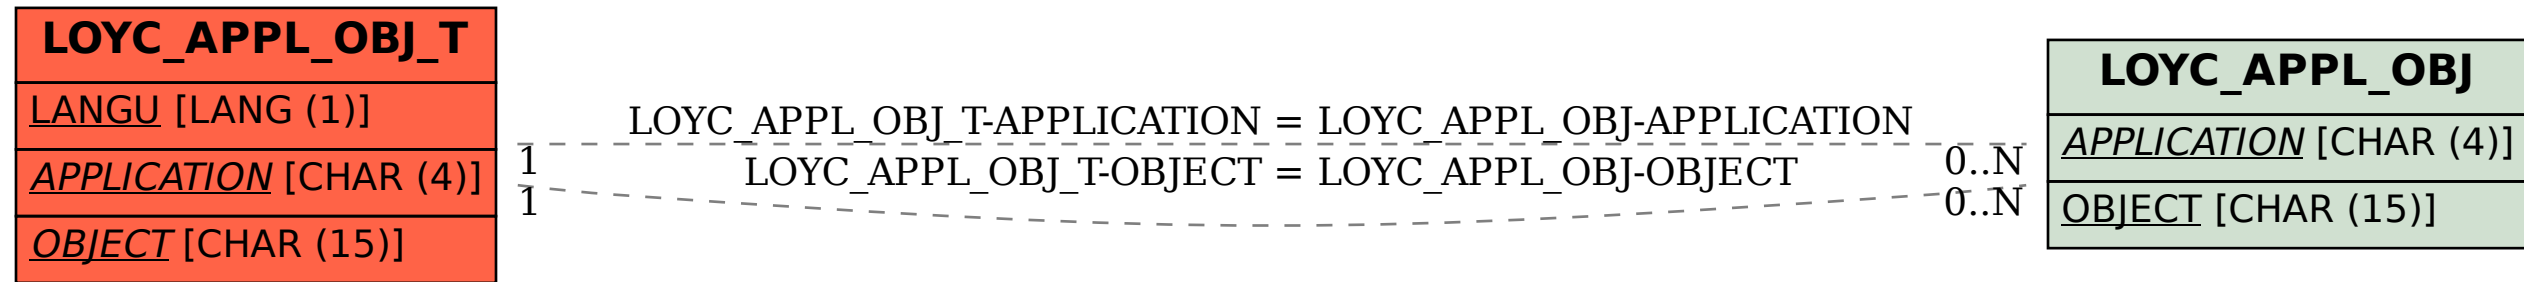 LOYC_APPL_OBJ_T
LANGU [LANG (1)]
APPLICATION [CHAR (4)]
OBJECT [CHAR (15)]
LOYC_APPL_OBJ_T-APPLICATION = LOYC_APPL_OBJ-APPLICATION
1
0..N
LOYC_APPL_OBJ_T-OBJECT = LOYC_APPL_OBJ-OBJECT
1
0..N
LOYC_APPL_OBJ
APPLICATION [CHAR (4)]
OBJECT [CHAR (15)]